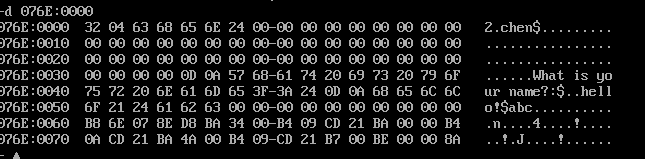 -d 076E:0000
076E:0000 32 04 63 68 65 6E 24 00-00 00 00 00 00 00 00 00 2.chen$.........
076E:0010 00 00 00 00 00 00 00 00-00 00 00 00 00 00 00 00 ................
076E:0020 00 00 00 00 00 00 00 00-00 00 00 00 00 00 00 00 ................
076E:0030 00 00 00 00 0D 0A 57 68-61 74 20 69 73 20 79 6F ......What is yo
076E:0040 75 72 20 6E 61 6D 65 3F-3A 24 0D 0A 68 65 6C 6C ur name?:$..hell
076E:0050 6F 21 24 61 62 63 00 00-00 00 00 00 00 00 00 00 o!$abc..........
076E:0060 B8 6E 07 8E D8 BA 34 00-B4 09 CD 21 BA 00 00 B4 .n....4....!....
076E:0070 0A CD 21 BA 4A 00 B4 09-CD 21 B7 00 BE 00 00 8A ..!.J....!......